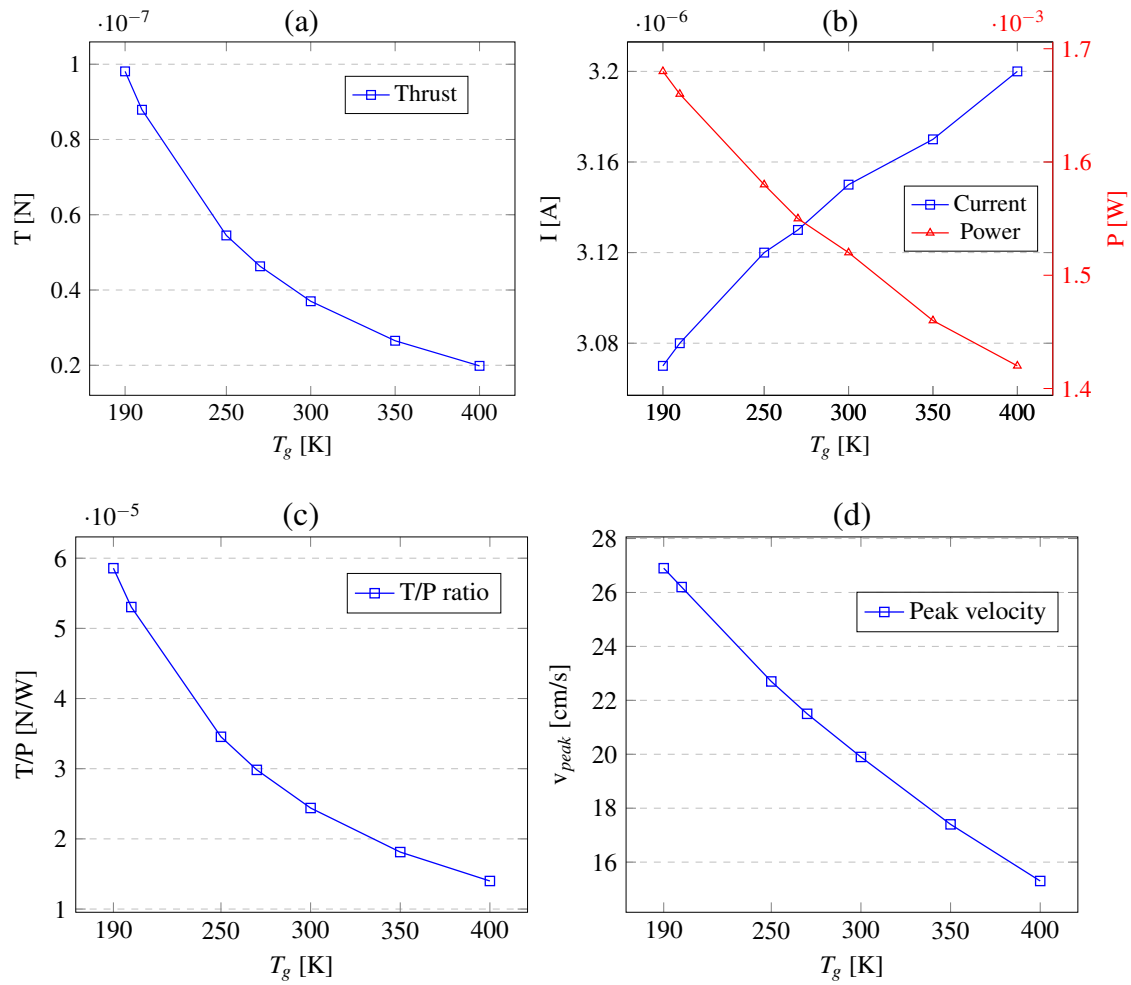 ·10⁻⁷
(a)
1
0.8
0.6
0.4
0.2
T [N]
Thrust
190 250 300 350 400
T_g [K]
·10⁻⁶
(b)
·10⁻³
3.2
3.16
3.12
3.08
I [A]
Current
Power
1.7
1.6
1.5
1.4
P [W]
190 250 300 350 400
T_g [K]
·10⁻⁵
(c)
6
5
4
3
2
1
T/P [N/W]
T/P ratio
190 250 300 350 400
T_g [K]
(d)
28
26
24
22
20
18
16
v_peak [cm/s]
Peak velocity
190 250 300 350 400
T_g [K]